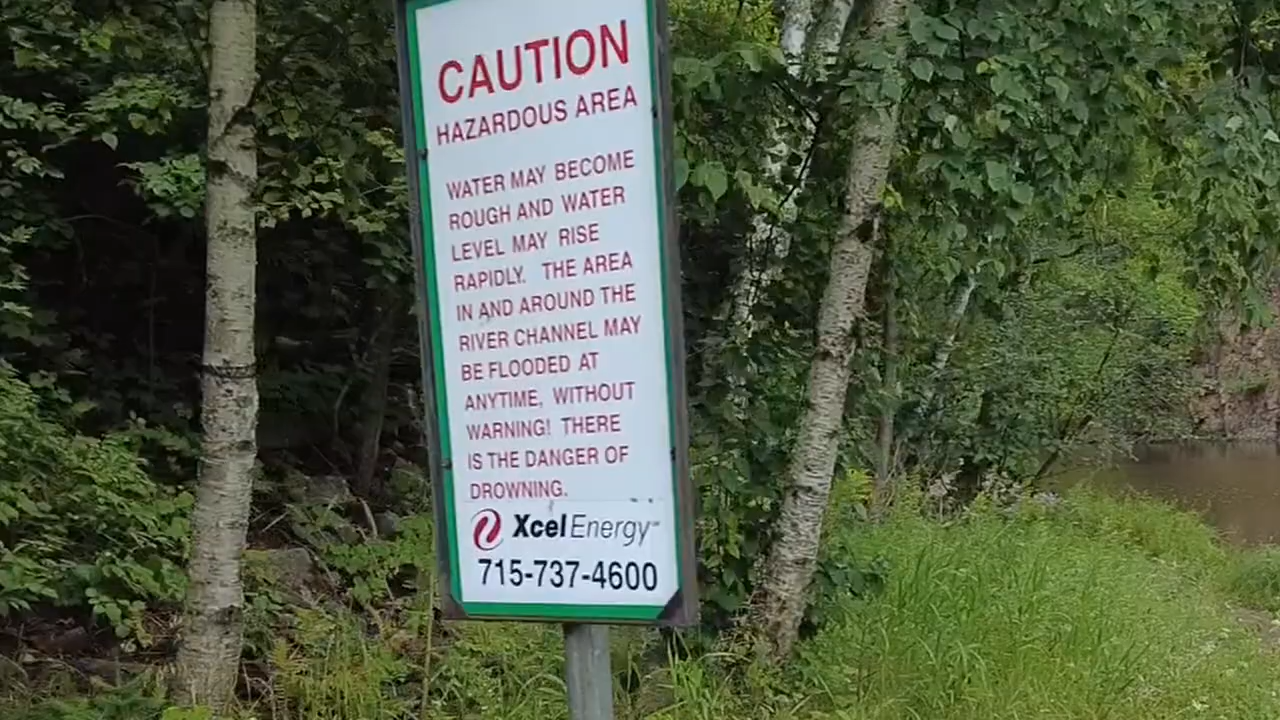 CAUTION
HAZARDOUS AREA
WATER MAY BECOME
ROUGH AND WATER
LEVEL MAY RISE
RAPIDLY. THE AREA
IN AND AROUND THE
RIVER CHANNEL MAY
BE FLOODED AT
ANYTIME, WITHOUT
WARNING! THERE
IS THE DANGER OF
DROWNING.
Xcel Energy℠
715-737-4600